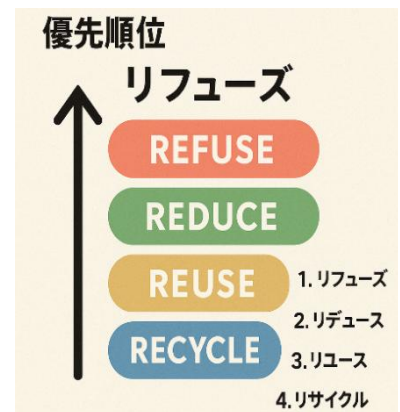 優先順位
リフューズ
REFUSE
REDUCE
REUSE
RECYCLE
1. リフューズ
2. リデュース
3. リユース
4. リサイクル